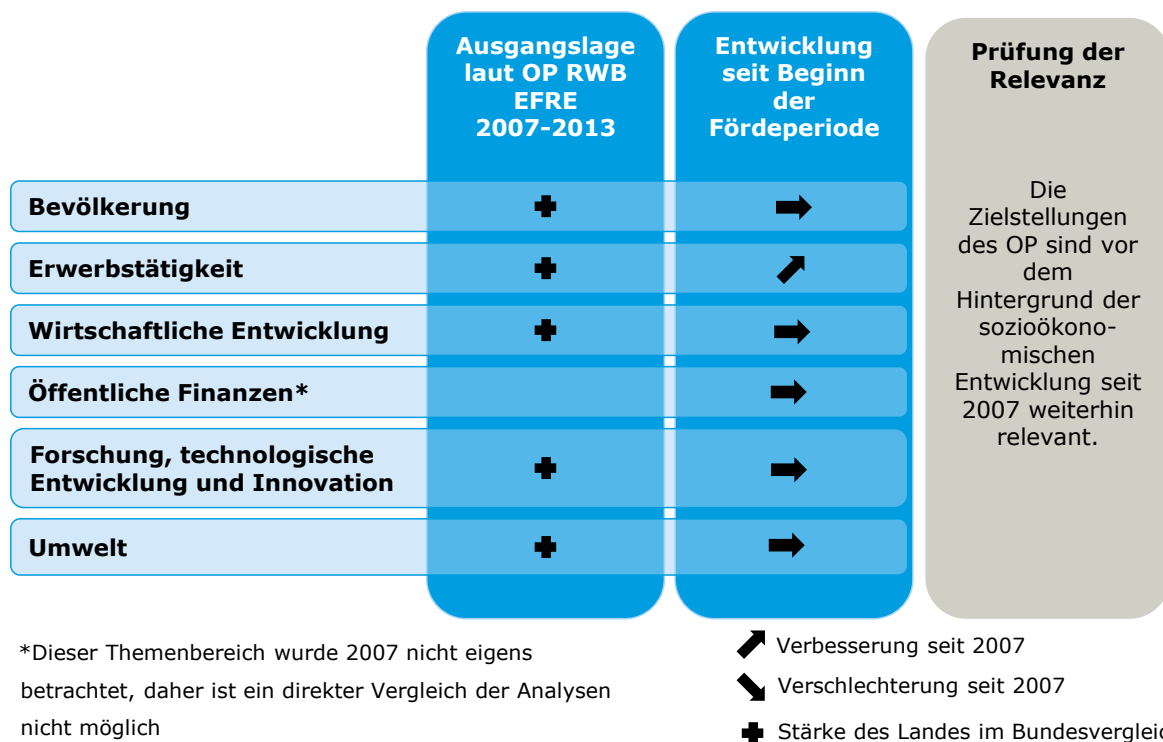 Ausgangslage
laut OP RWB
EFRE
2007-2013
Entwicklung
seit Beginn
der
Fördeperiode
Prüfung der
Relevanz
Bevölkerung
Erwerbstätigkeit
Wirtschaftliche Entwicklung
Öffentliche Finanzen*
Forschung, technologische
Entwicklung und Innovation
Umwelt
Die
Zielstellungen
des OP sind vor
dem
Hintergrund der
sozioökono-
mischen
Entwicklung seit
2007 weiterhin
relevant.
*Dieser Themenbereich wurde 2007 nicht eigens
betrachtet, daher ist ein direkter Vergleich der Analysen
nicht möglich
Verbesserung seit 2007
Verschlechterung seit 2007
Stärke des Landes im Bundesvergleic